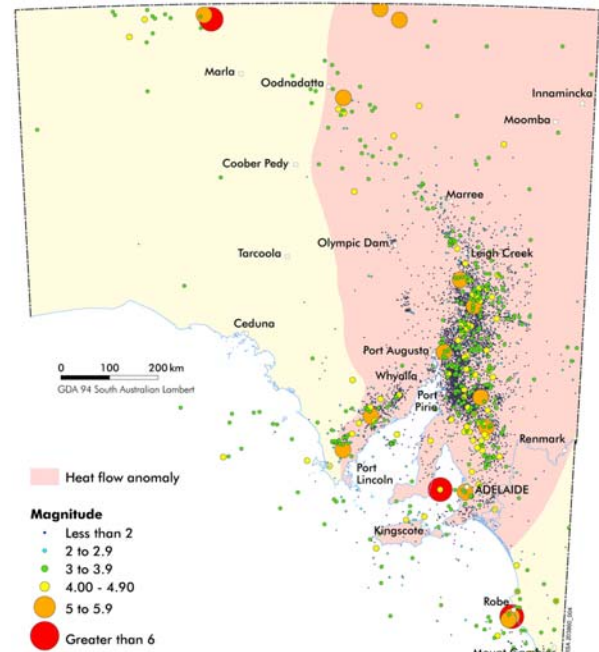 Marla
Oodnadatta
Innamincka
Moomba
Coober Pedy
Marree
Olympic Dam
Leigh Creek
Tarcoola
Ceduna
Port Augusta
0 100 200 km
GDA 94 South Australian Lambert
Whyalla
Port
Pirie
Renmark
Heat flow anomaly
Port
Lincoln
ADELAIDE
Magnitude
Less than 2
2 to 2.9
Kingscote
3 to 3.9
4.00 - 4.90
5 to 5.9
Robe
Greater than 6